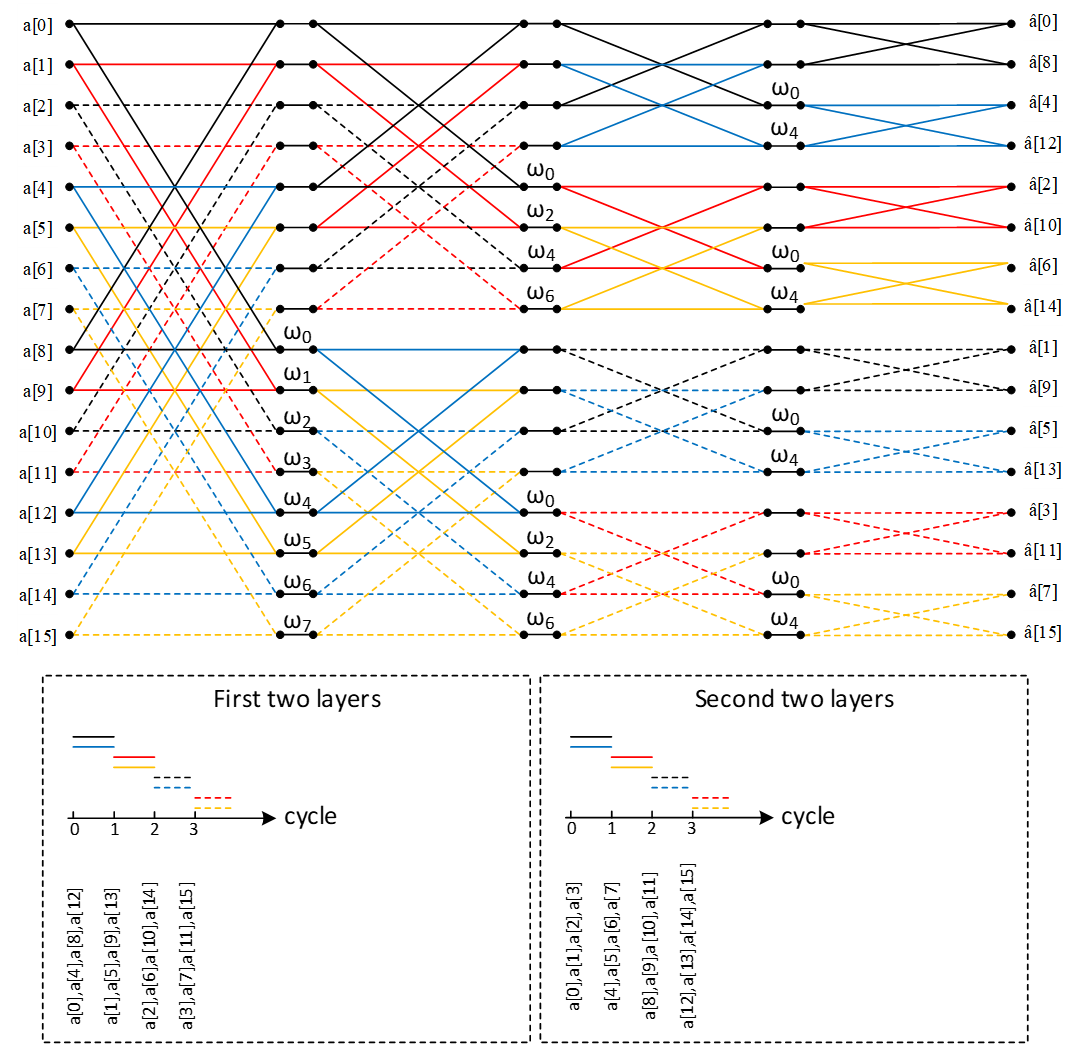 a[0] â[0]
a[1] â[8]
a[2] ω0 â[4]
a[3] ω4 â[12]
a[4] ω0 â[2]
a[5] ω2 â[10]
a[6] ω4 ω0 â[6]
a[7] ω6 ω4 â[14]
a[8] ω0 â[1]
a[9] ω1 â[9]
a[10] ω2 ω0 â[5]
a[11] ω3 ω4 â[13]
a[12] ω4 ω0 â[3]
a[13] ω5 ω2 â[11]
a[14] ω6 ω4 ω0 â[7]
a[15] ω7 ω6 ω4 â[15]
First two layers
cycle
0 1 2 3
a[0],a[4],a[8],a[12]
a[1],a[5],a[9],a[13]
a[2],a[6],a[10],a[14]
a[3],a[7],a[11],a[15]
Second two layers
cycle
0 1 2 3
a[0],a[1],a[2],a[3]
a[4],a[5],a[6],a[7]
a[8],a[9],a[10],a[11]
a[12],a[13],a[14],a[15]